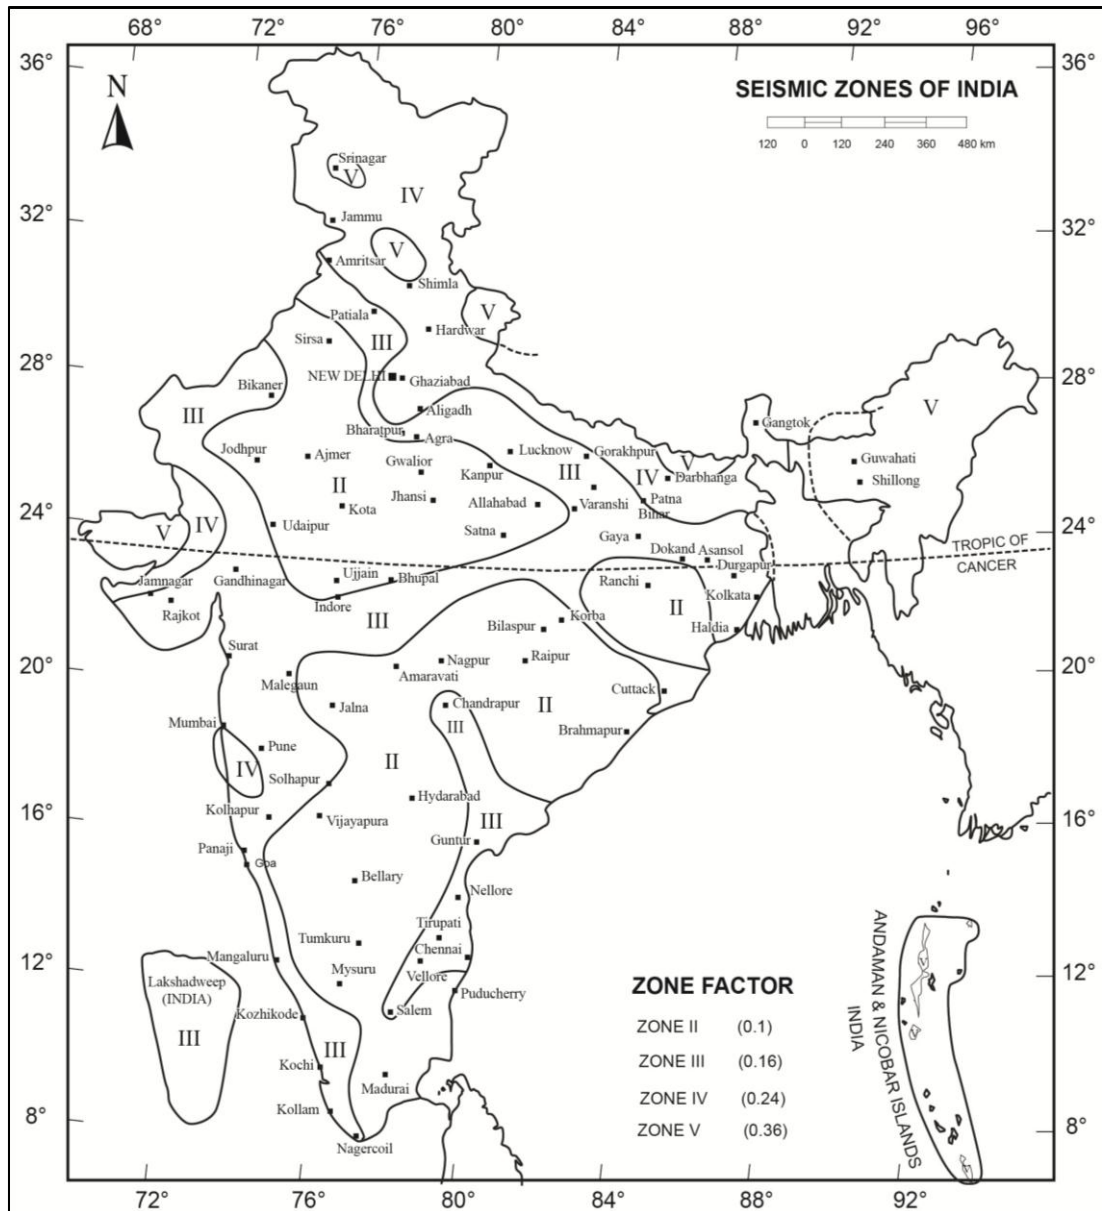 68°
72°
76°
80°
84°
88°
92°
96°
36°
36°
N
SEISMIC ZONES OF INDIA
120 0 120 240 360 480 km
Srinagar
V
IV
32°
Jammu
32°
V
Amritsar
Shimla
Patiala
V
Sirsa
III
Hardwar
28°
NEW DELHI
Ghaziabad
28°
Bikaner
III
Aligadh
V
Bharatpur
Agra
Gangtok
Jodhpur
Ajmer
Lucknow
Gorakhpur
Gwalior
Kanpur
III
IV
V
Darbhanga
Guwahati
II
Shillong
Jhansi
Allahabad
Varanshi
Patna
Bihar
Kota
24°
V
IV
Udaipur
Satna
Gaya
24°
Dokand
Asansol
TROPIC OF
CANCER
Jamnagar
Gandhinagar
Ujjain
Bhupal
Ranchi
Durgapur
Rajkot
Indore
Kolkata
III
II
Korba
Bilaspur
Haldia
Surat
20°
Nagpur
Raipur
20°
Malegaun
Amaravati
Cuttack
Jalna
Chandrapur
II
Mumbai
III
Brahmapur
Pune
IV
II
Solhapur
Hydarabad
16°
Kolhapur
Vijayapura
III
16°
Panaji
Guntur
Goa
Bellary
Nellore
Tirupati
Tumkuru
Chennai
12°
Mangaluru
Vellore
12°
Lakshadweep
(INDIA)
Mysuru
Puducherry
III
Kozhikode
Salem
III
Kochi
Madurai
Kollam
8°
Nagercoil
8°
ZONE FACTOR
ZONE II (0.1)
ZONE III (0.16)
ZONE IV (0.24)
ZONE V (0.36)
V
ANDAMAN & NICOBAR ISLANDS
INDIA
72°
76°
80°
84°
88°
92°